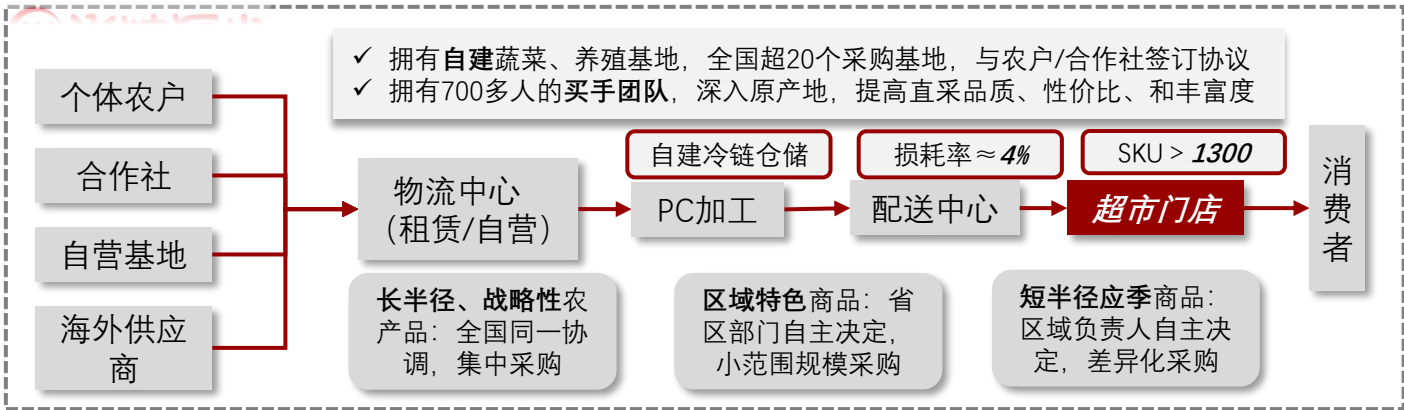 ✓ 拥有自建蔬菜、养殖基地，全国超20个采购基地，与农户/合作社签订协议
✓ 拥有700多人的买手团队，深入原产地，提高直采品质、性价比、和丰富度
个体农户
合作社
自营基地
海外供应
商
物流中心
（租赁/自营）
自建冷链仓储
PC加工
损耗率≈4%
配送中心
SKU > 1300
超市门店
消
费
者
长半径、战略性农
产品：全国同一协
调，集中采购
区域特色商品：省
区部门自主决定，
小范围规模采购
短半径应季商品：
区域负责人自主决
定，差异化采购